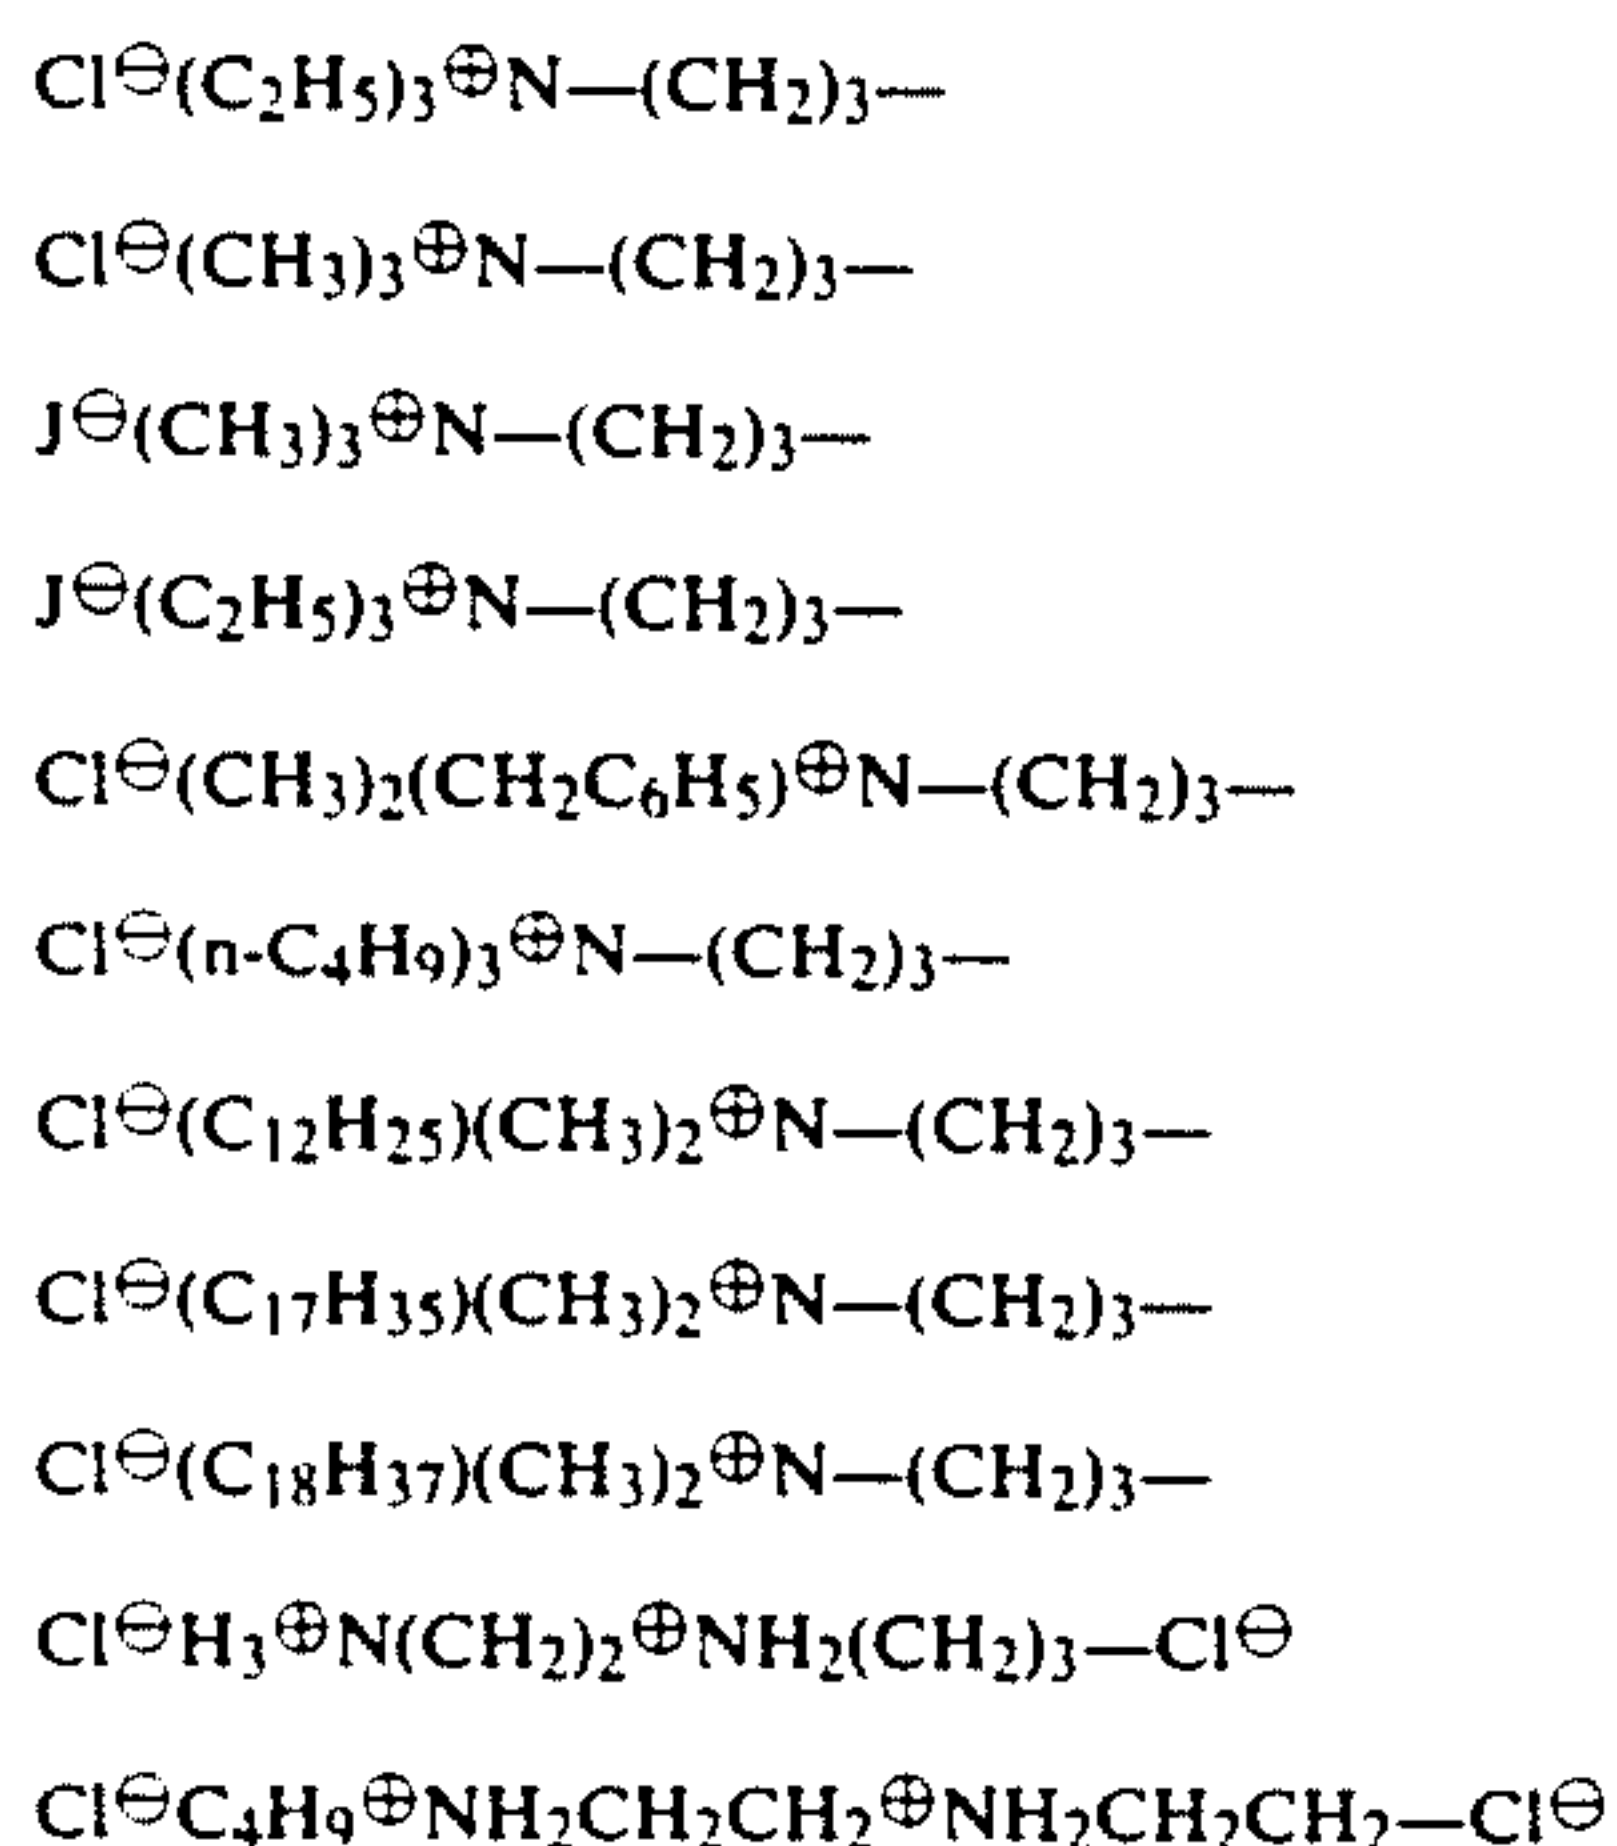 Cl⊖(C₂H₅)₃⊕N—(CH₂)₃—
Cl⊖(CH₃)₃⊕N—(CH₂)₃—
J⊖(CH₃)₃⊕N—(CH₂)₃—
J⊖(C₂H₅)₃⊕N—(CH₂)₃—
Cl⊖(CH₃)₂(CH₂C₆H₅)⊕N—(CH₂)₃—
Cl⊖(n-C₄H₉)₃⊕N—(CH₂)₃—
Cl⊖(C₁₂H₂₅)(CH₃)₂⊕N—(CH₂)₃—
Cl⊖(C₁₇H₃₅)(CH₃)₂⊕N—(CH₂)₃—
Cl⊖(C₁₈H₃₇)(CH₃)₂⊕N—(CH₂)₃—
Cl⊖H₃⊕N(CH₂)₂⊕NH₂(CH₂)₃—Cl⊖
Cl⊖C₄H₉⊕NH₂CH₂CH₂⊕NH₂CH₂CH₂—Cl⊖